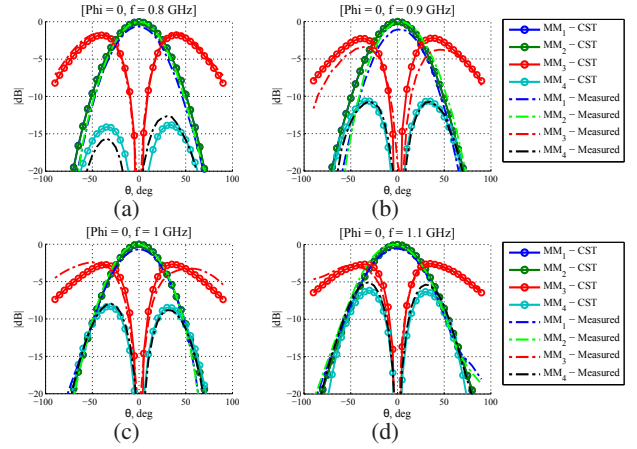 [Phi = 0, f = 0.8 GHz]
|dB|
0
−5
−10
−15
−20
−100
−50
0
50
100
θ, deg
(a)
[Phi = 0, f = 0.9 GHz]
|dB|
0
−5
−10
−15
−20
−100
−50
0
50
100
θ, deg
(b)
MM₁ − CST
MM₂ − CST
MM₃ − CST
MM₄ − CST
MM₁ − Measured
MM₂ − Measured
MM₃ − Measured
MM₄ − Measured
[Phi = 0, f = 1 GHz]
|dB|
0
−5
−10
−15
−20
−100
−50
0
50
100
θ, deg
(c)
[Phi = 0, f = 1.1 GHz]
|dB|
0
−5
−10
−15
−20
−100
−50
0
50
100
θ, deg
(d)
MM₁ − CST
MM₂ − CST
MM₃ − CST
MM₄ − CST
MM₁ − Measured
MM₂ − Measured
MM₃ − Measured
MM₄ − Measured